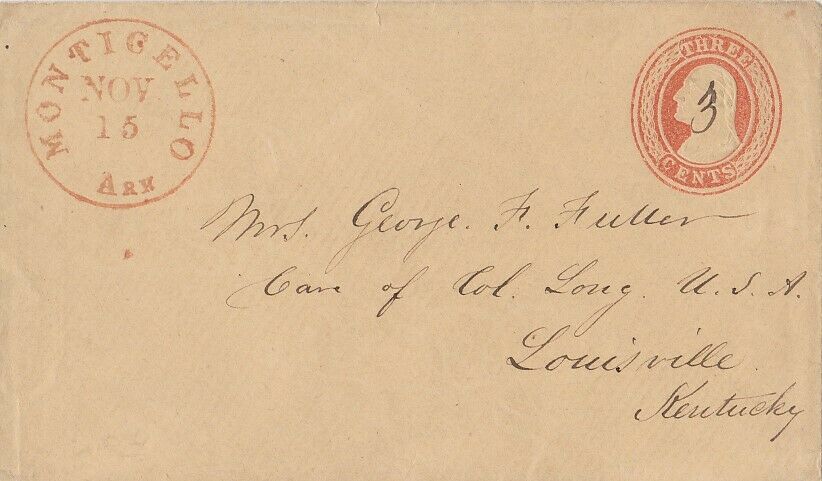 MONTICELLO
NOV
15
ARK
THREE
3
CENTS
Mrs. George. F. Fuller
Care of Col. Long. U. S. A.
Louisville
Kentucky